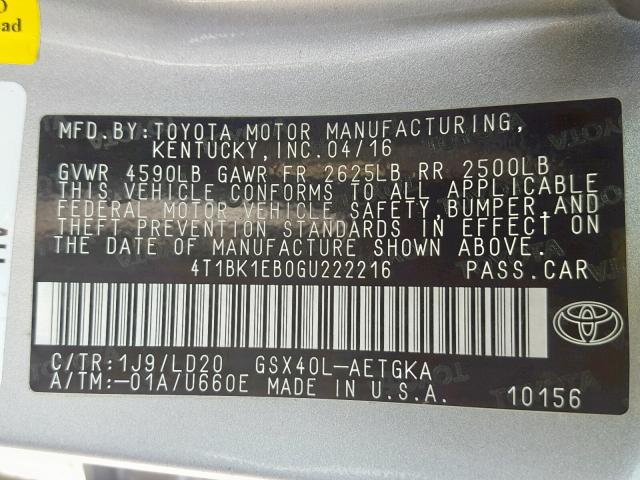 ad
MFD.BY:TOYOTA MOTOR MANUFACTURING,
KENTUCKY,INC.04/16
GVWR 4590LB GAWR FR 2625LB RR 2500LB
THIS VEHICLE CONFORMS TO ALL APPLICABLE
FEDERAL MOTOR VEHICLE SAFETY,BUMPER,AND
THEFT PREVENTION STANDARDS IN EFFECT ON
THE DATE OF MANUFACTURE SHOWN ABOVE.
4T1BK1EB0GU222216 PASS.CAR
C/TR:1J9/LD20 GSX40L-AETGKA
A/TM:-01A/U660E MADE IN U.S.A.
10156